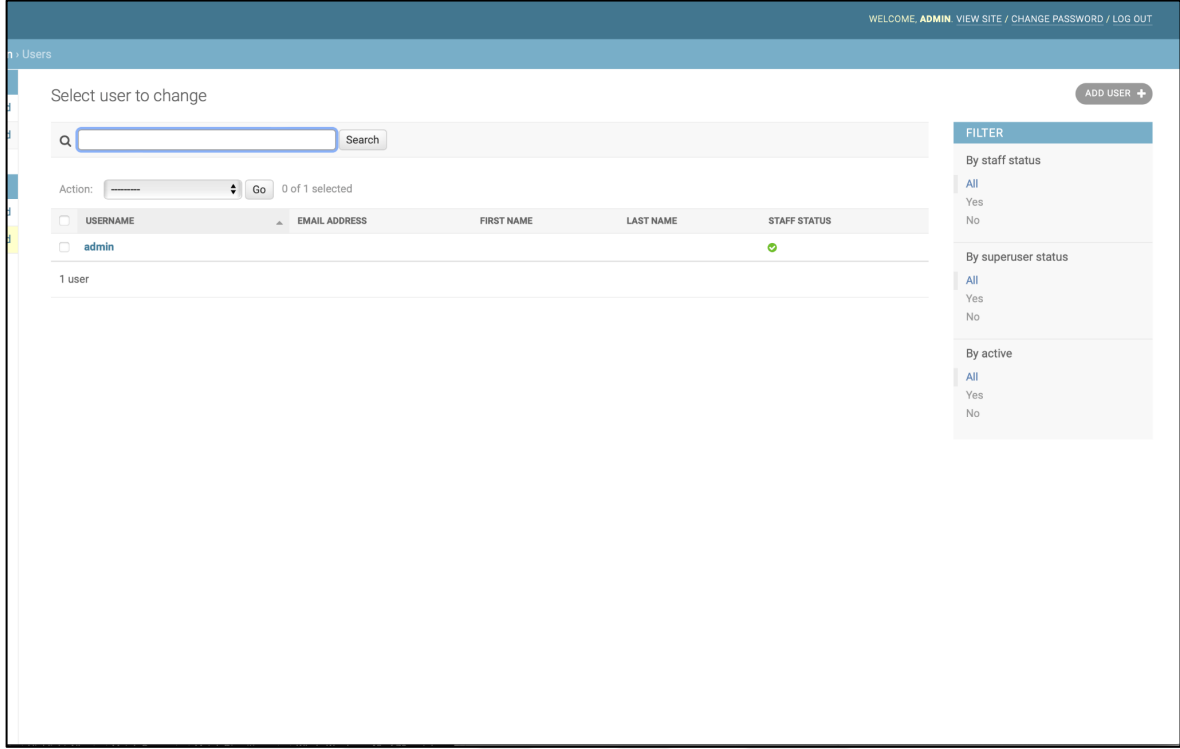 WELCOME, ADMIN. VIEW SITE / CHANGE PASSWORD / LOG OUT
n › Users
Select user to change
ADD USER +
Search
Action: --------- Go 0 of 1 selected
USERNAME EMAIL ADDRESS FIRST NAME LAST NAME STAFF STATUS
admin
1 user
FILTER
By staff status
All
Yes
No
By superuser status
All
Yes
No
By active
All
Yes
No